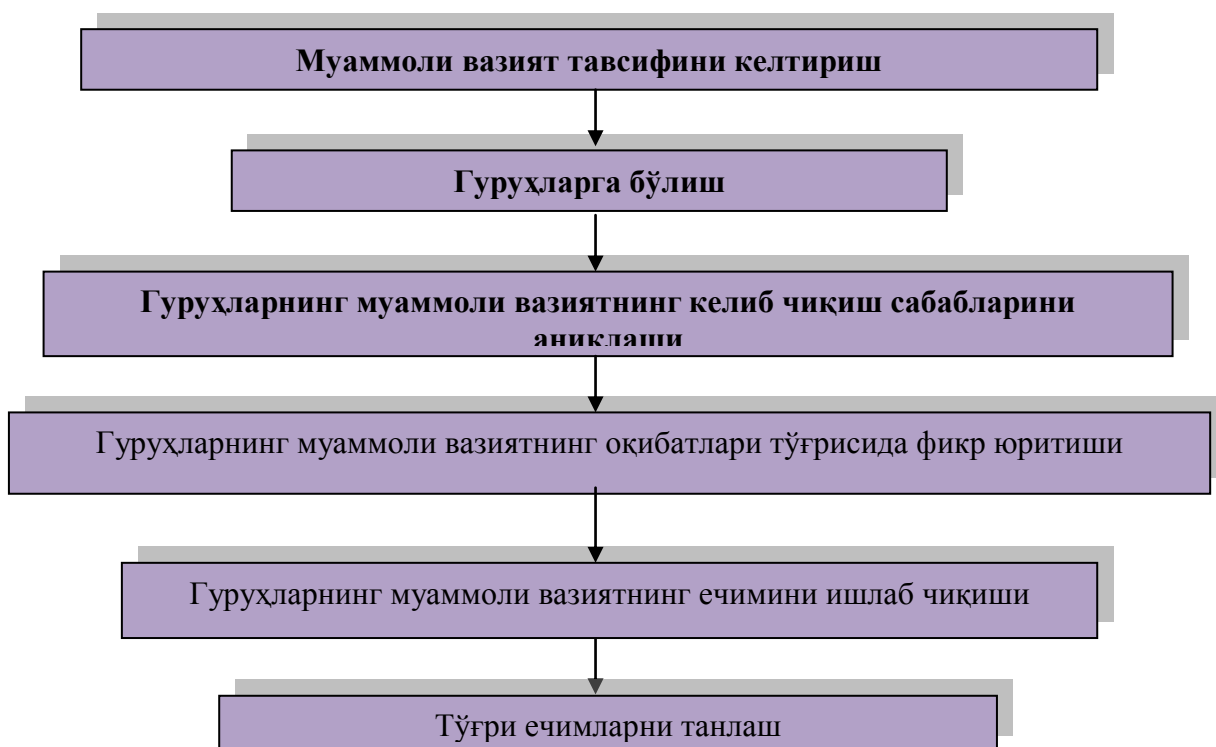 Муаммоли вазият тавсифини келтириш
Гуруҳларга бўлиш
Гуруҳларнинг муаммоли вазиятнинг келиб чиқиш сабабларини
аниқлаши
Гуруҳларнинг муаммоли вазиятнинг оқибатлари тўғрисида фикр юритиши
Гуруҳларнинг муаммоли вазиятнинг ечимини ишлаб чиқиши
Тўғри ечимларни танлаш